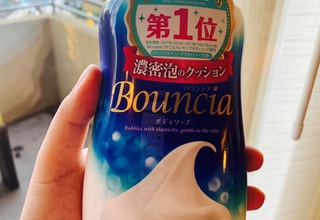 第1位
濃密泡のクッション
バウンシア
Bouncia
ボディソープ
Bubbles with elasticity, gentle to the skin